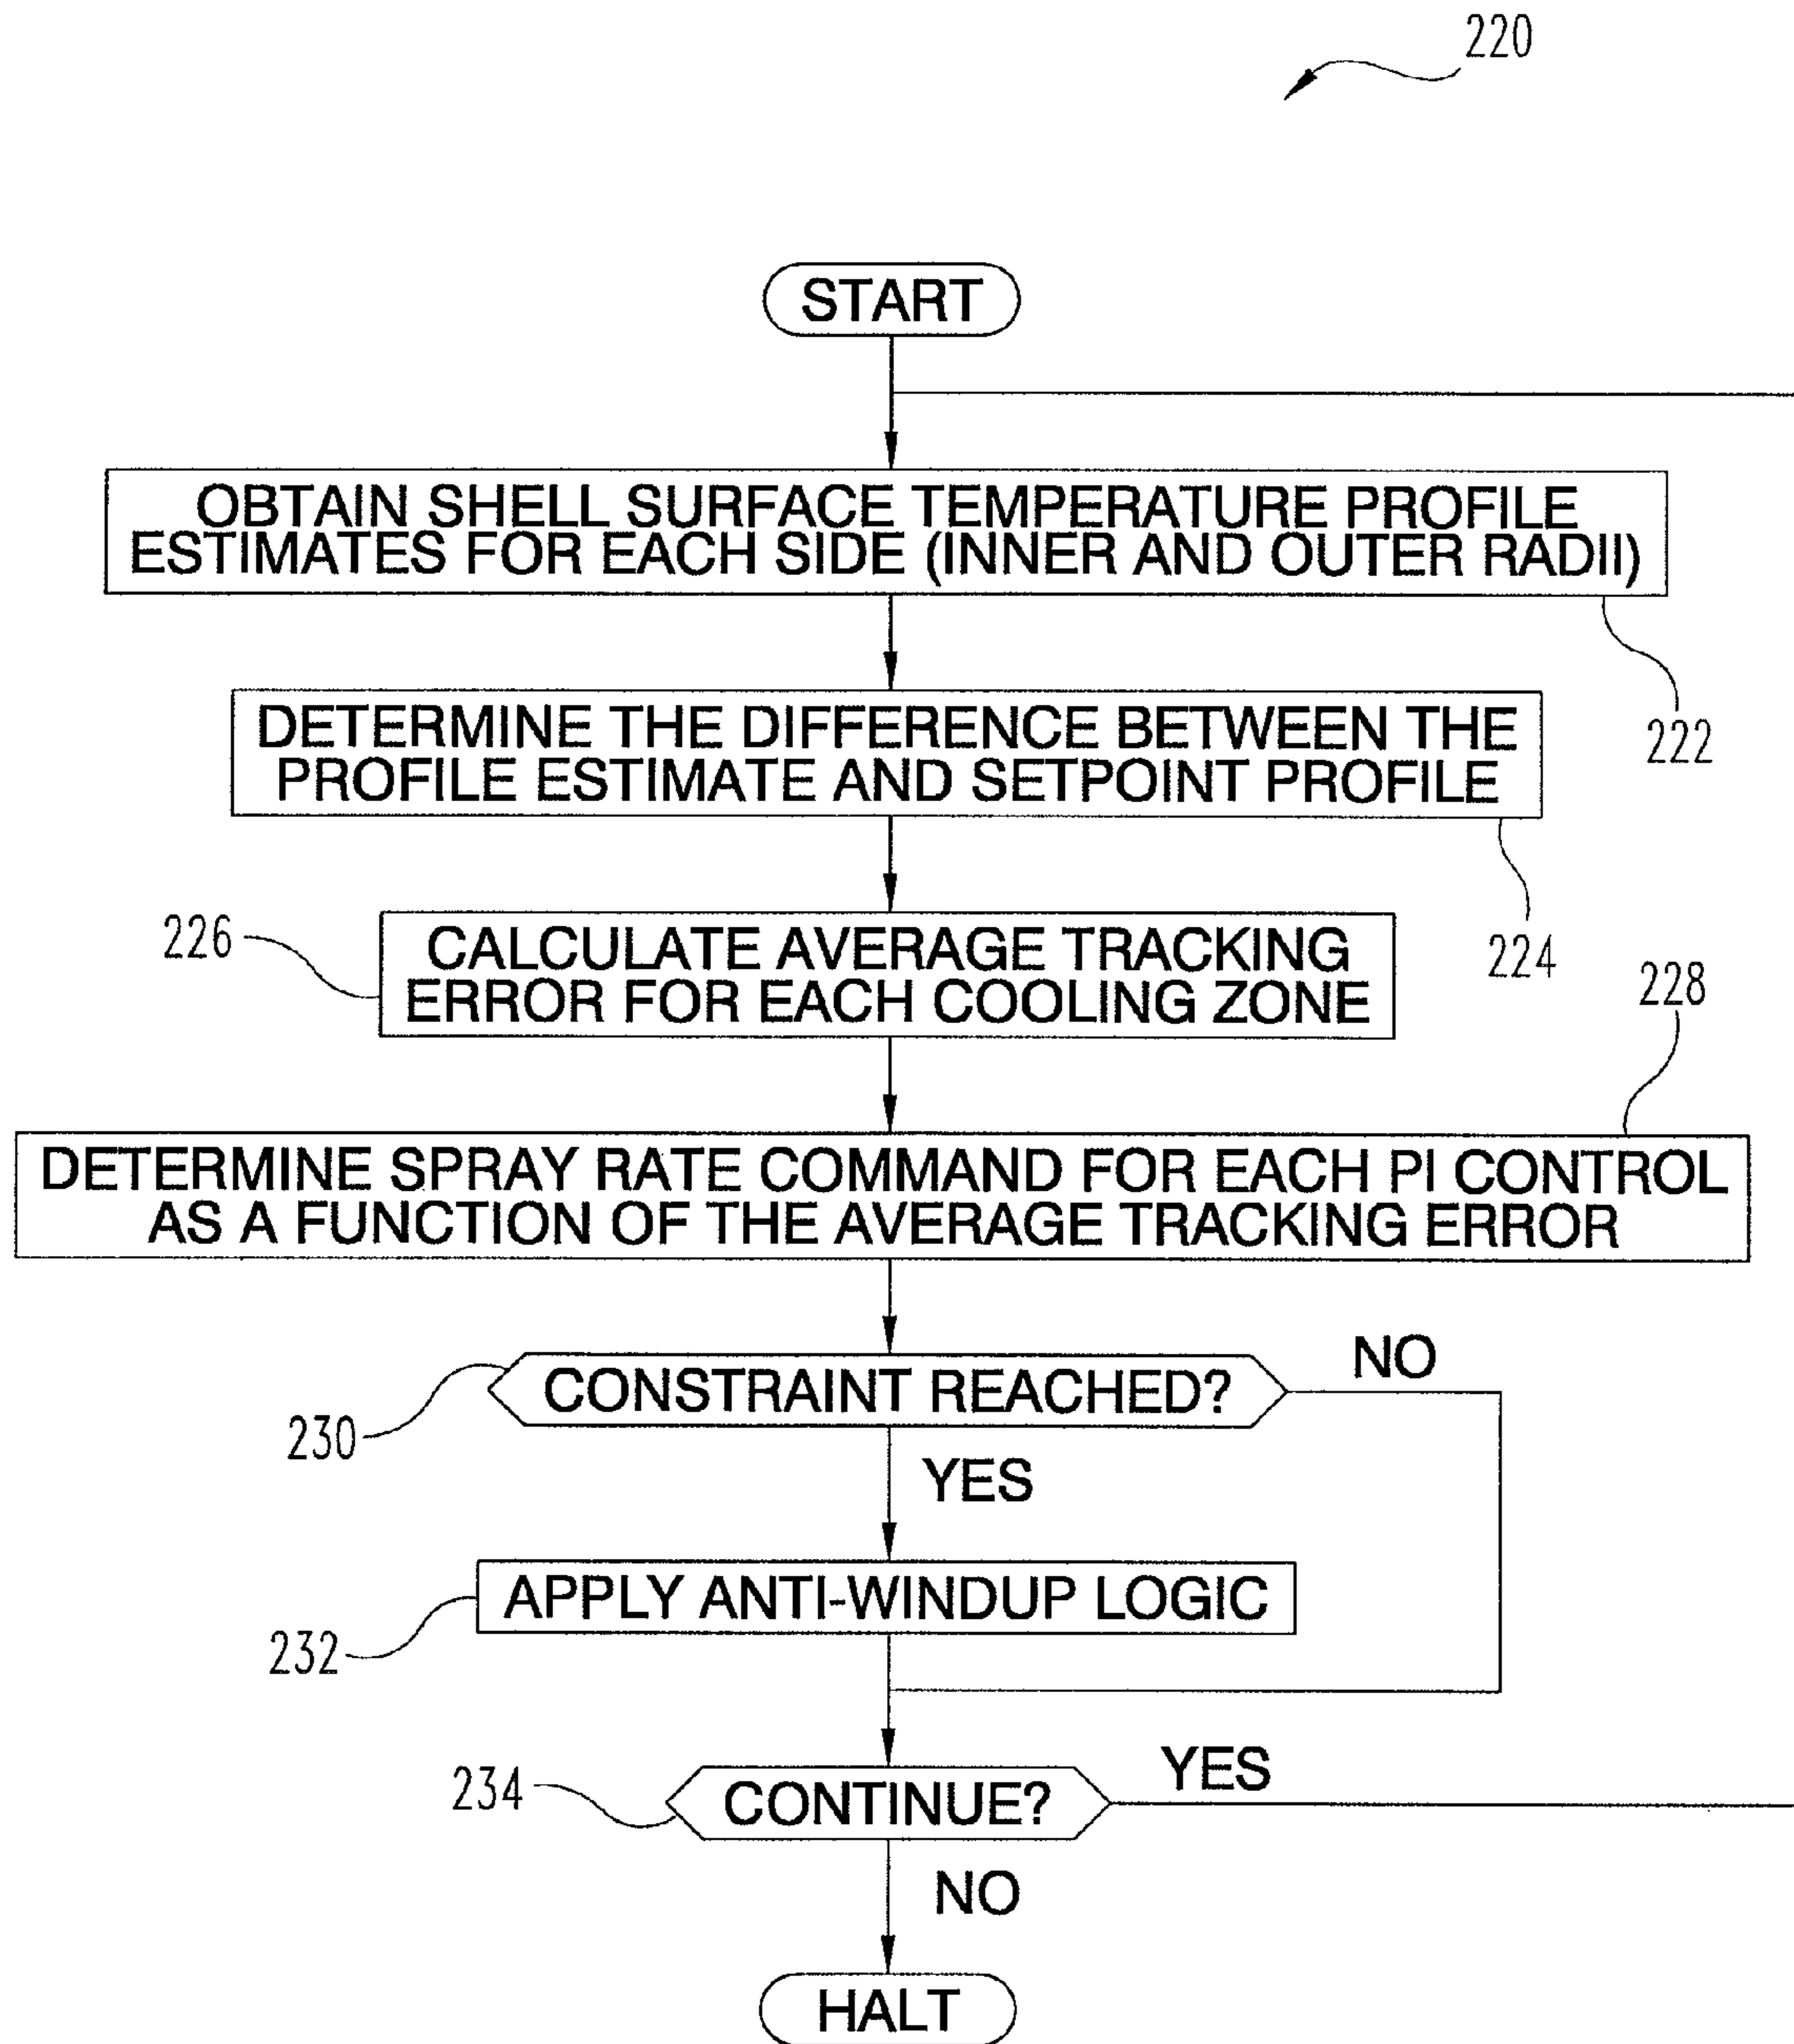 220
START
OBTAIN SHELL SURFACE TEMPERATURE PROFILE
ESTIMATES FOR EACH SIDE (INNER AND OUTER RADII)
222
DETERMINE THE DIFFERENCE BETWEEN THE
PROFILE ESTIMATE AND SETPOINT PROFILE
224
226
CALCULATE AVERAGE TRACKING
ERROR FOR EACH COOLING ZONE
228
DETERMINE SPRAY RATE COMMAND FOR EACH PI CONTROL
AS A FUNCTION OF THE AVERAGE TRACKING ERROR
230
CONSTRAINT REACHED?
NO
YES
232
APPLY ANTI-WINDUP LOGIC
234
CONTINUE?
YES
NO
HALT